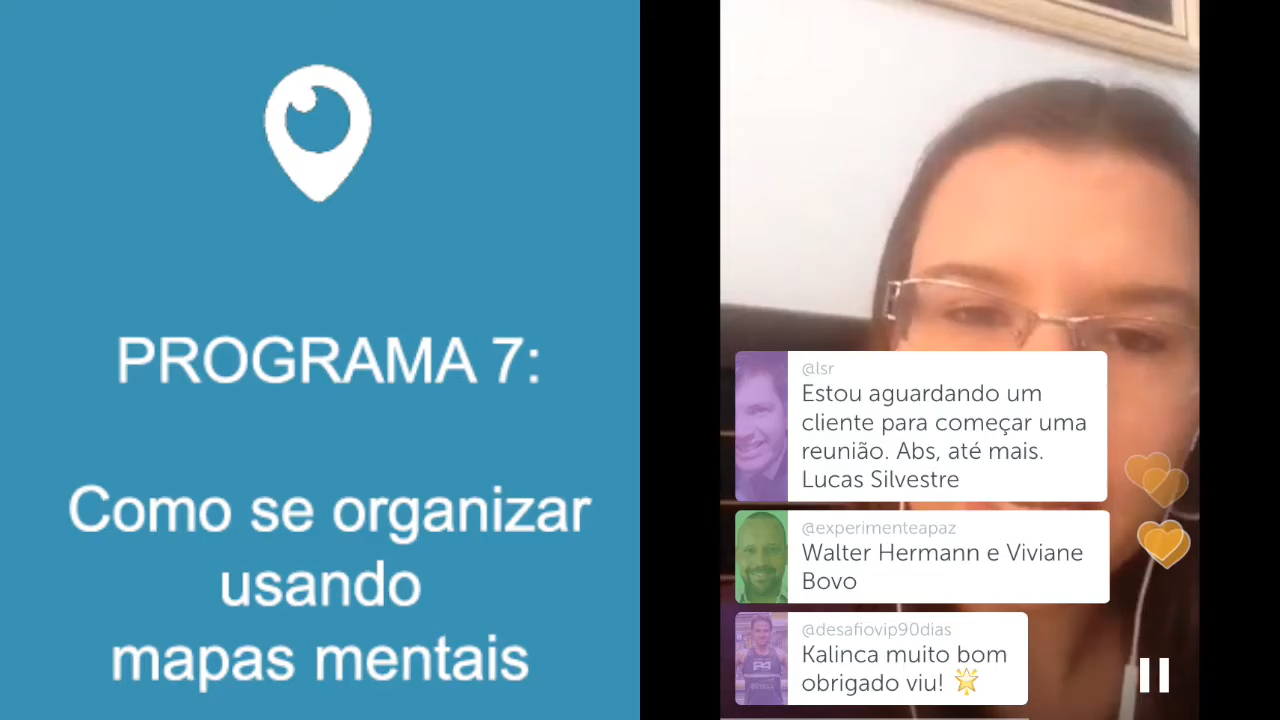 PROGRAMA 7:
Como se organizar
usando
mapas mentais
@lsr
Estou aguardando um
cliente para começar uma
reunião. Abs, até mais.
Lucas Silvestre
@experimenteapaz
Walter Hermann e Viviane
Bovo
@desafiovip90dias
Kalinca muito bom
obrigado viu! 🌟